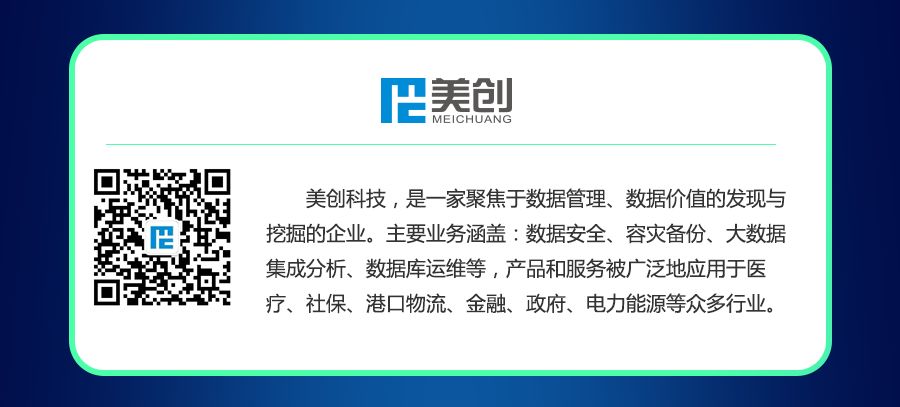 美创
MEICHUANG
美创科技，是一家聚焦于数据管理、数据价值的发现与
挖掘的企业。主要业务涵盖：数据安全、容灾备份、大数据
集成分析、数据库运维等，产品和服务被广泛地应用于医
疗、社保、港口物流、金融、政府、电力能源等众多行业。